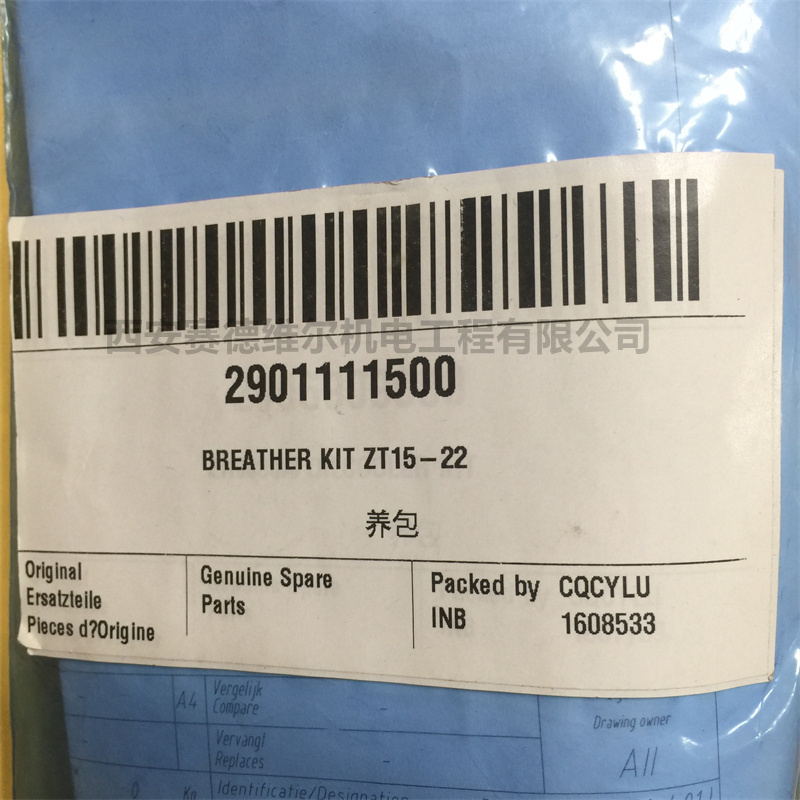 西安赛德维尔机电工程有限公司
2901111500
BREATHER KIT ZT15-22
养包
Original
Ersatzteile
Pieces d?Origine
Genuine Spare
Parts
Packed by CQCYLU
INB 1608533
A4
Vergelijk
Compare
-
Vervangt
Replaces
-
Drawing owner
All
0 Kg
Identificatie/Designation